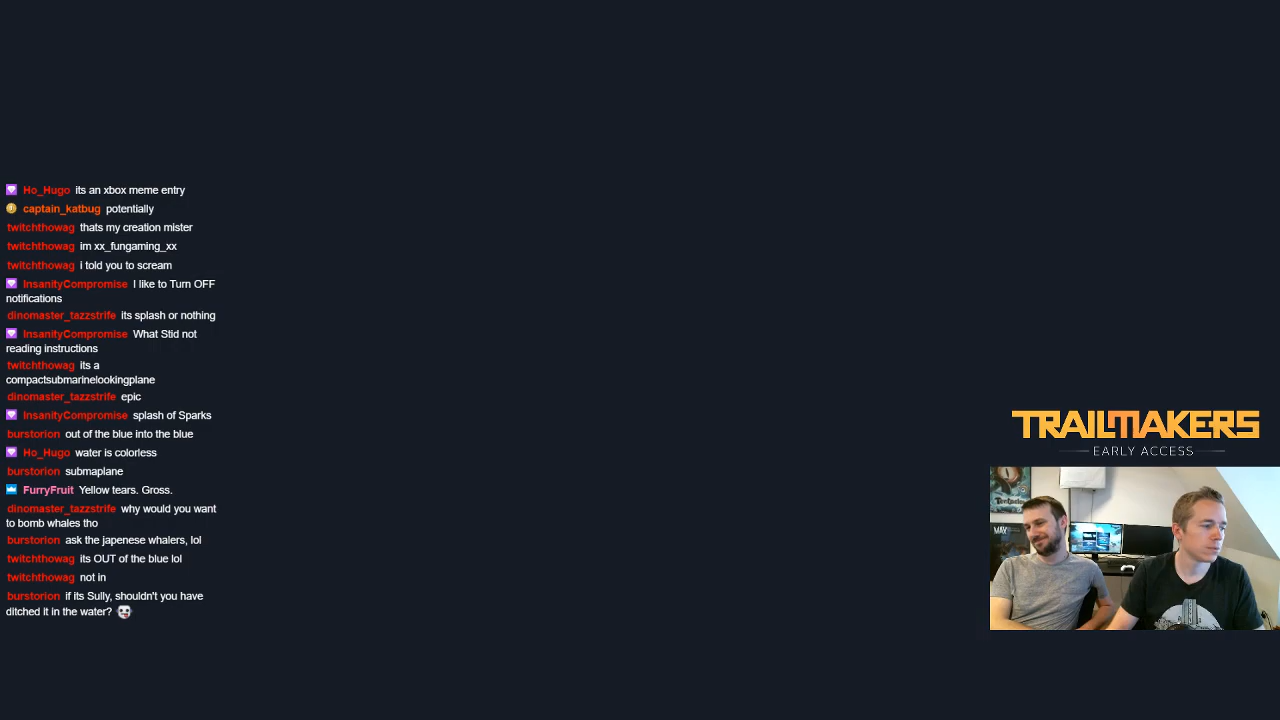 Ho_Hugo its an xbox meme entry
captain_katbug potentially
twitchthowag thats my creation mister
twitchthowag im xx_fungaming_xx
twitchthowag i told you to scream
InsanityCompromise I like to Turn OFF
notifications
dinomaster_tazzstrife its splash or nothing
InsanityCompromise What Stid not
reading instructions
twitchthowag its a
compactsubmarinelookingplane
dinomaster_tazzstrife epic
InsanityCompromise splash of Sparks
burstorion out of the blue into the blue
Ho_Hugo water is colorless
burstorion submaplane
FurryFruit Yellow tears. Gross.
dinomaster_tazzstrife why would you want
to bomb whales tho
burstorion ask the japenese whalers, lol
twitchthowag its OUT of the blue lol
twitchthowag not in
burstorion if its Sully, shouldn't you have
ditched it in the water?
TRAILMAKERS
EARLY ACCESS